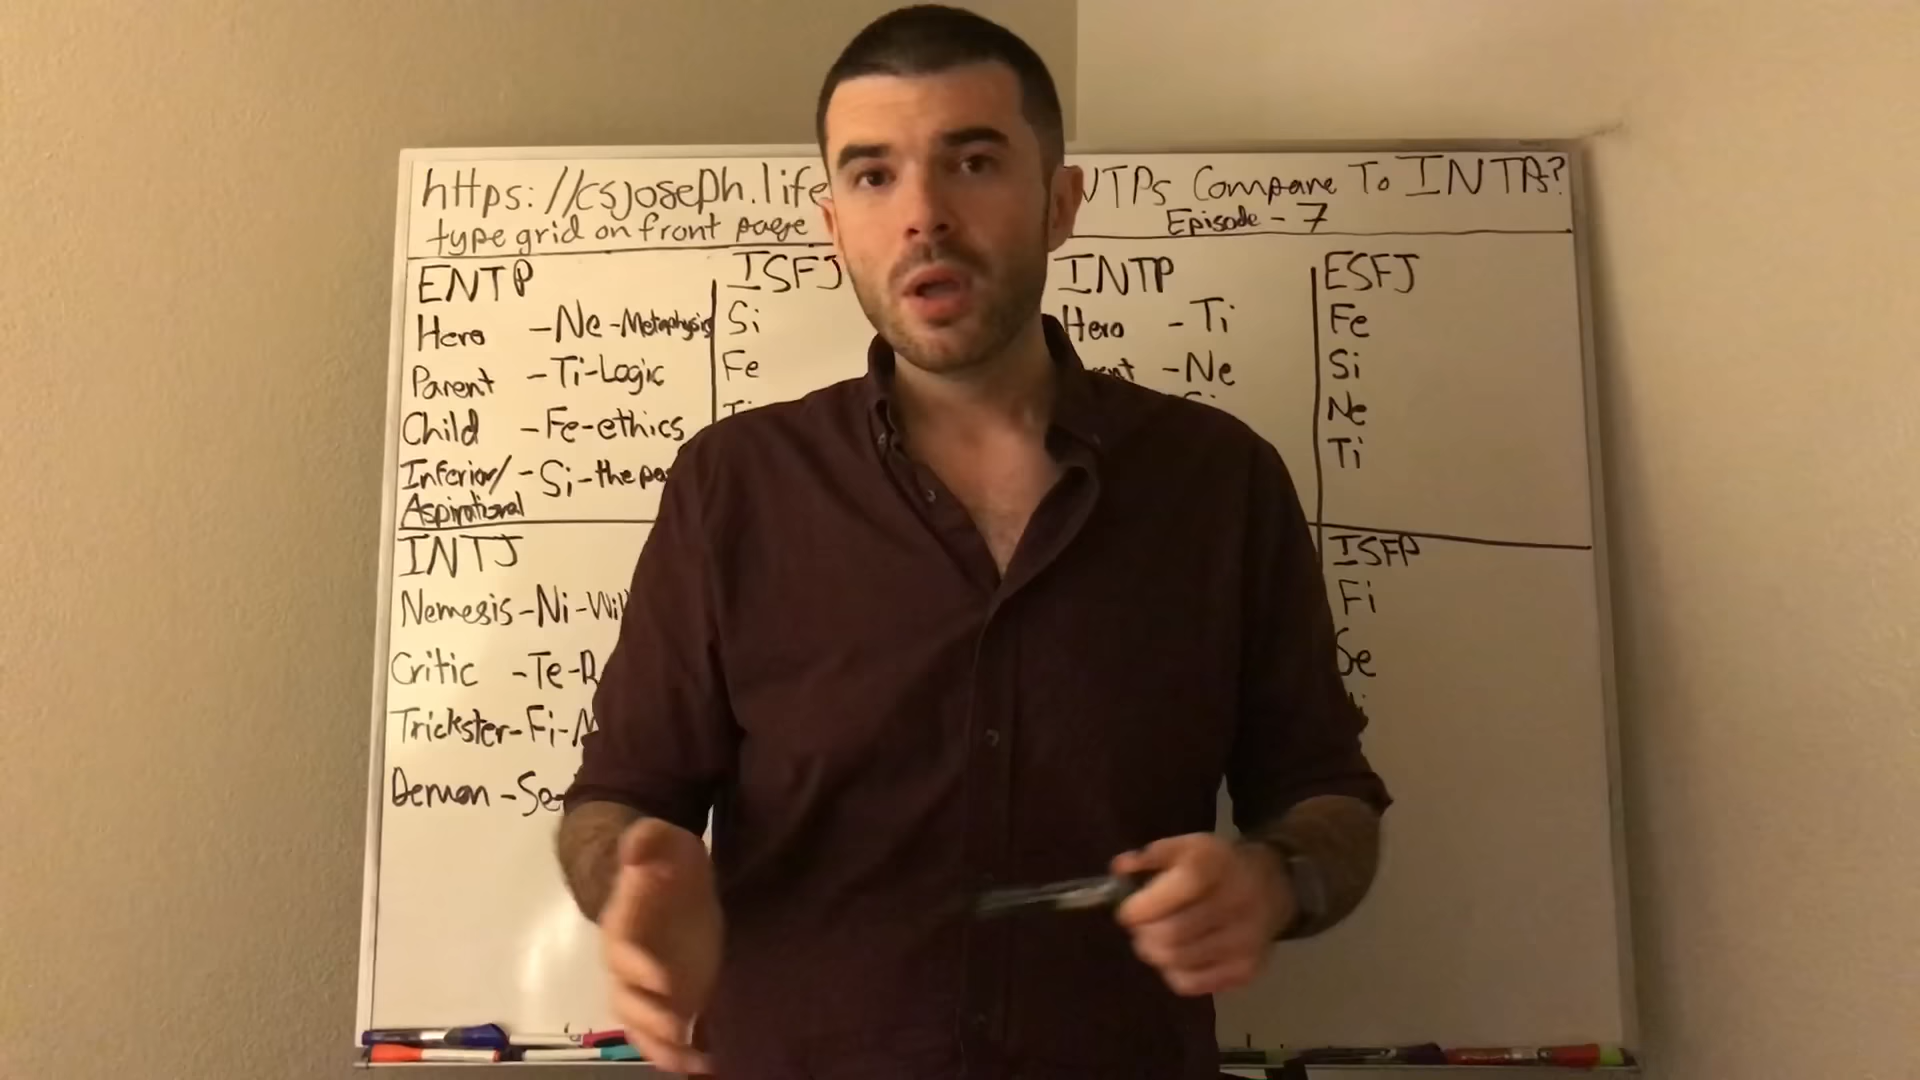 https://csjoseph.life
type grid on front page
NTPs Compare To INTPs?
Episode - 7
ENTP
Hero - Ne - Metaphysics
Parent - Ti - Logic
Child - Fe - ethics
Inferior/ - Si - the
Aspirational
ISFJ
Si
Fe
INTP
Hero - Ti
- Ne
ESFJ
Fe
Si
Ne
Ti
INTJ
Nemesis - Ni -
Critic - Te -
Trickster - Fi -
Demon - Se -
ISFP
Fi
Se